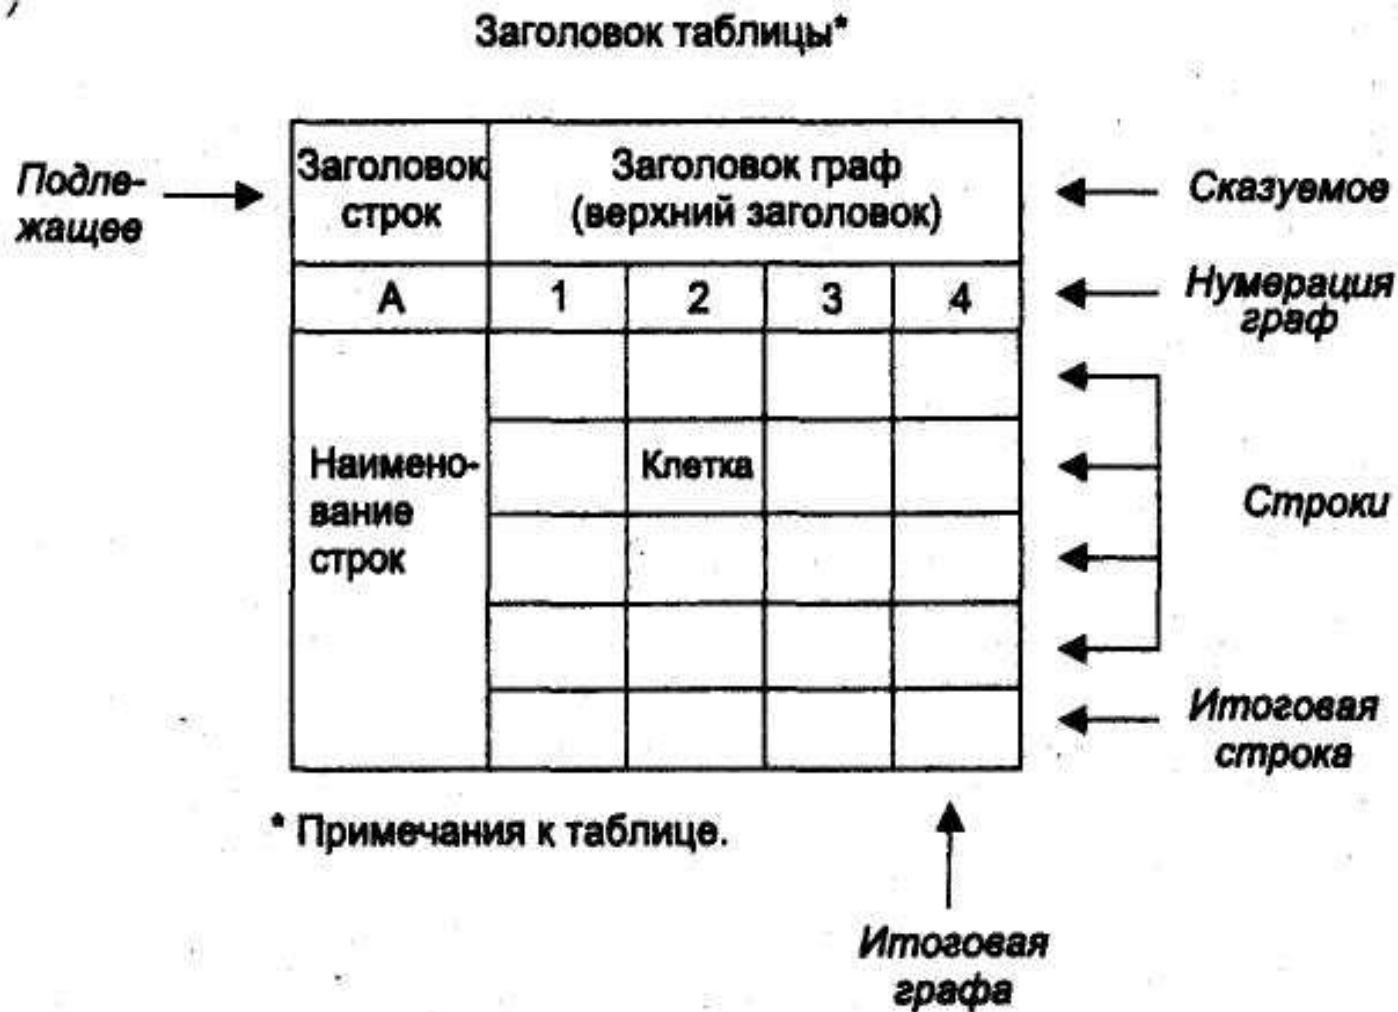 Заголовок таблицы*
Подле-
жащее
Заголовок
строк
Заголовок граф
(верхний заголовок)
Сказуемое
А 1 2 3 4
Нумерация
граф
Наимено-
вание
строк
Клетка
Строки
Итоговая
строка
* Примечания к таблице.
Итоговая
графа